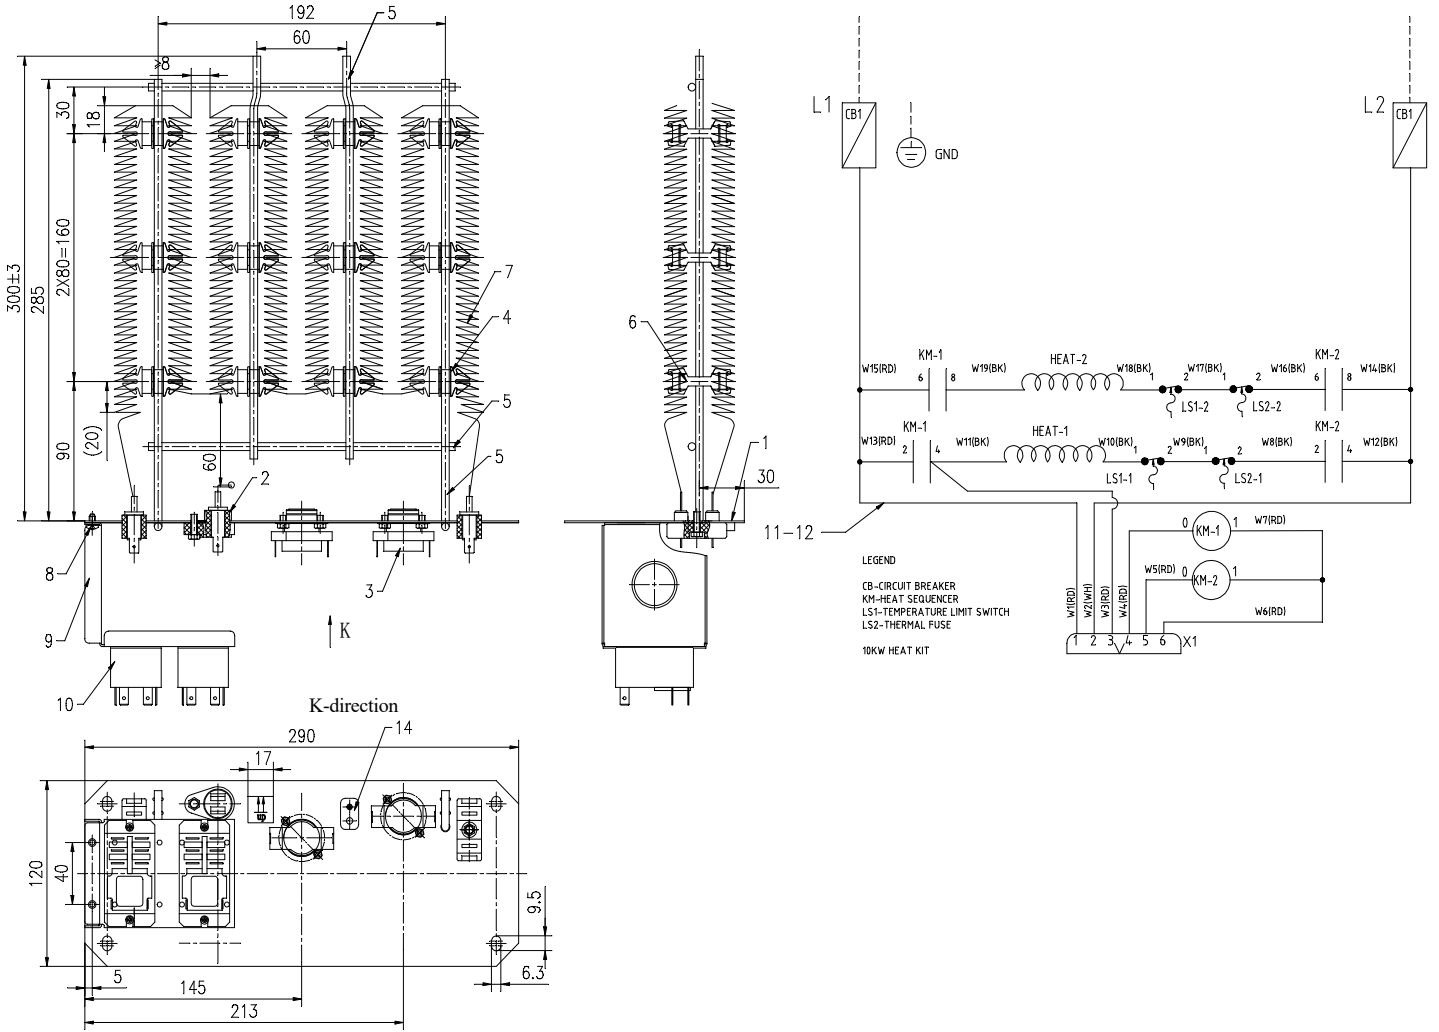 192
5
60
>8
30
18
300±3
285
2X80=160
90
(20)
60
7
4
5
5
2
3
8
9
10
K
6
1
30
L1
CB1
GND
L2
CB1
W15(RD)
KM-1
6
8
W19(BK)
HEAT-2
W18(BK)
1
2
W17(BK)
1
2
W16(BK)
KM-2
6
8
W14(BK)
LS1-2
LS2-2
W13(RD)
KM-1
2
4
W11(BK)
HEAT-1
W10(BK)
1
2
W9(BK)
1
2
W8(BK)
KM-2
2
4
W12(BK)
LS1-1
LS2-1
11-12
0
KM-1
1
W7(RD)
W5(RD)
0
KM-2
1
W6(RD)
W1(RD)
W2(WH)
W3(RD)
W4(RD)
1 2 3 4 5 6
X1
LEGEND
CB-CIRCUIT BREAKER
KM-HEAT SEQUENCER
LS1-TEMPERATURE LIMIT SWITCH
LS2-THERMAL FUSE
10KW HEAT KIT
K-direction
290
14
17
up
120
40
9.5
6.3
5
145
213